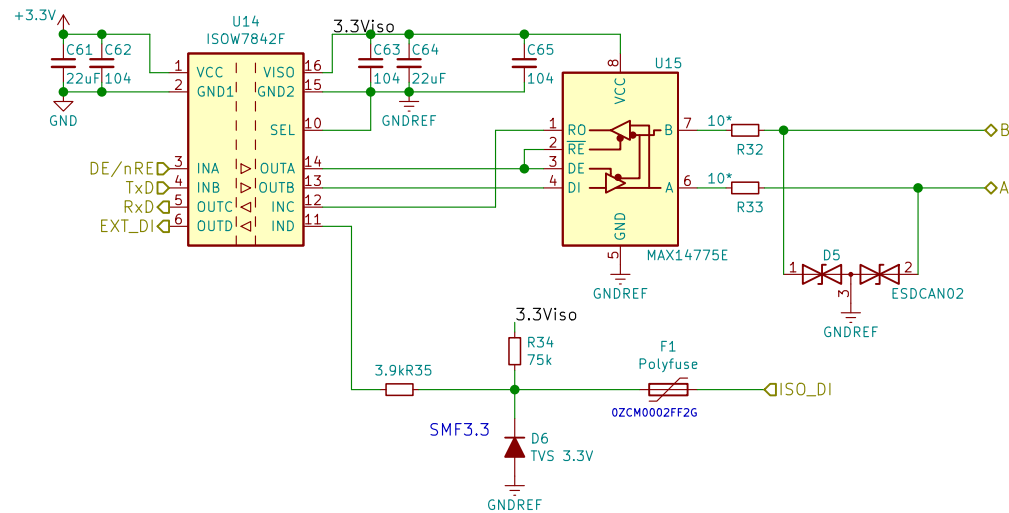 +3.3V
C61
22uF
C62
104
GND
U14
ISOW7842F
1 VCC VISO 16
2 GND1 GND2 15
SEL 10
DE/nRE 3 INA OUTA 14
TxD 4 INB OUTB 13
RxD 5 OUTC INC 12
EXT_DI 6 OUTD IND 11
3.3Viso
C63
104
C64
22uF
C65
104
GNDREF
U15
8
VCC
1 RO B 7
2 RE
3 DE
4 DI A 6
GND
5
MAX14775E
GNDREF
10*
R32
B
10*
R33
A
D5
1 2
3
ESDCAN02
GNDREF
3.3Viso
R34
75k
3.9k R35
F1
Polyfuse
0ZCM0002FF2G
ISO_DI
SMF3.3
D6
TVS 3.3V
GNDREF